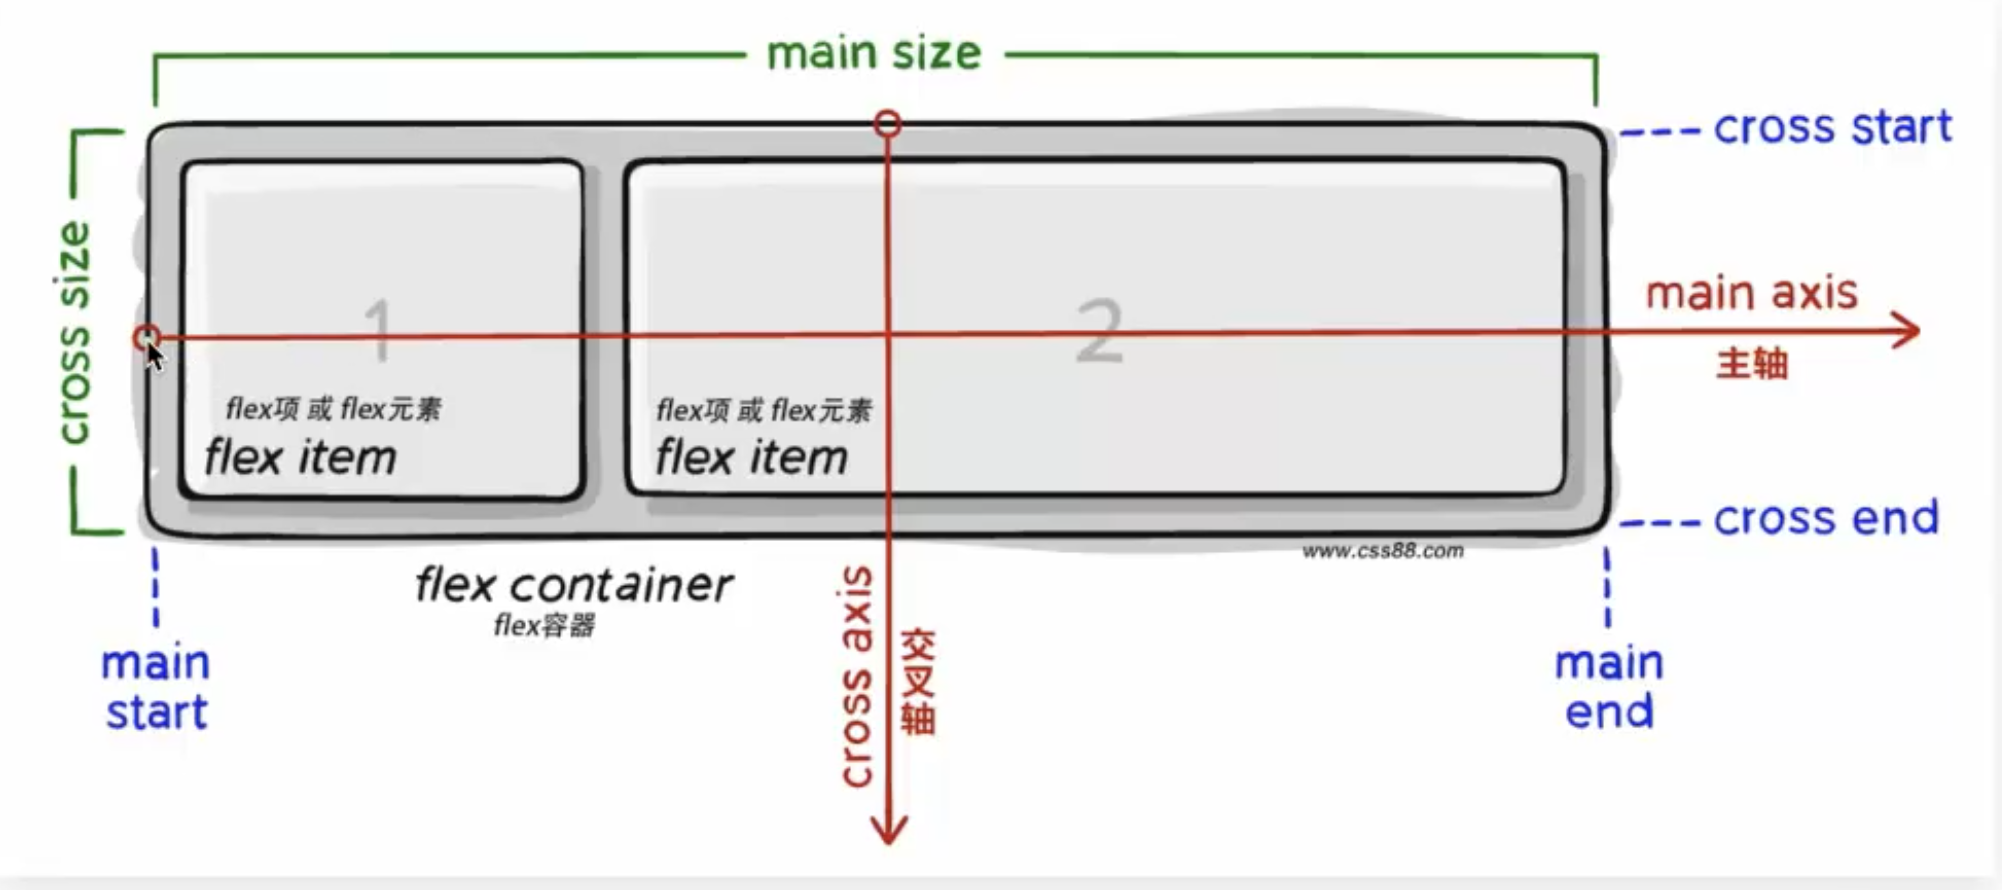 main size
cross start
cross size
1
2
main axis
主轴
flex项 或 flex元素
flex item
flex项 或 flex元素
flex item
cross end
www.css88.com
flex container
flex容器
cross axis
交叉轴
main
start
main
end